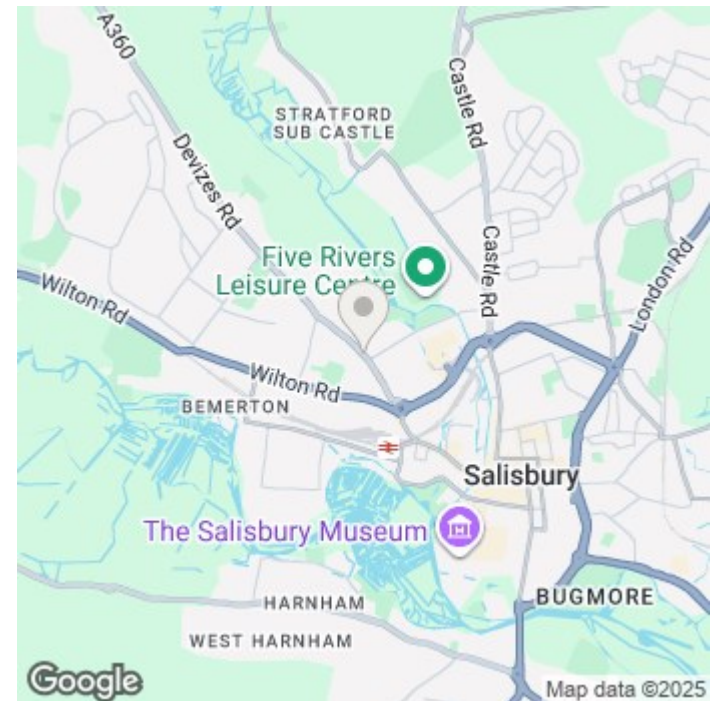 A360
Devizes Rd
STRATFORD
SUB CASTLE
Castle Rd
Castle Rd
London Rd
Five Rivers
Leisure Centre
Wilton Rd
Wilton Rd
BEMERTON
Salisbury
The Salisbury Museum
HARNHAM
WEST HARNHAM
BUGMORE
Google
Map data ©2025